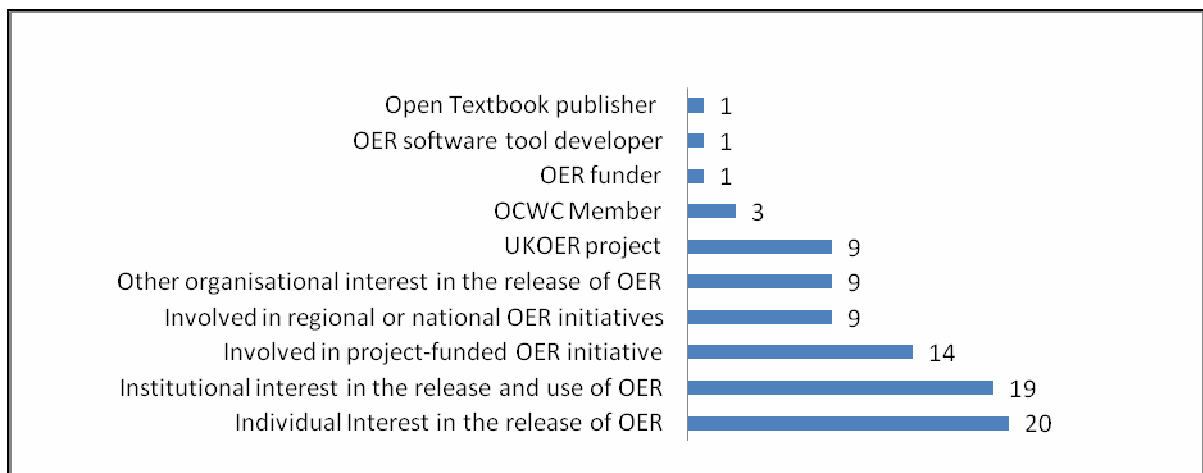 Open Textbook publisher 1
OER software tool developer 1
OER funder 1
OCWC Member 3
UKOER project 9
Other organisational interest in the release of OER 9
Involved in regional or national OER initiatives 9
Involved in project-funded OER initiative 14
Institutional interest in the release and use of OER 19
Individual Interest in the release of OER 20